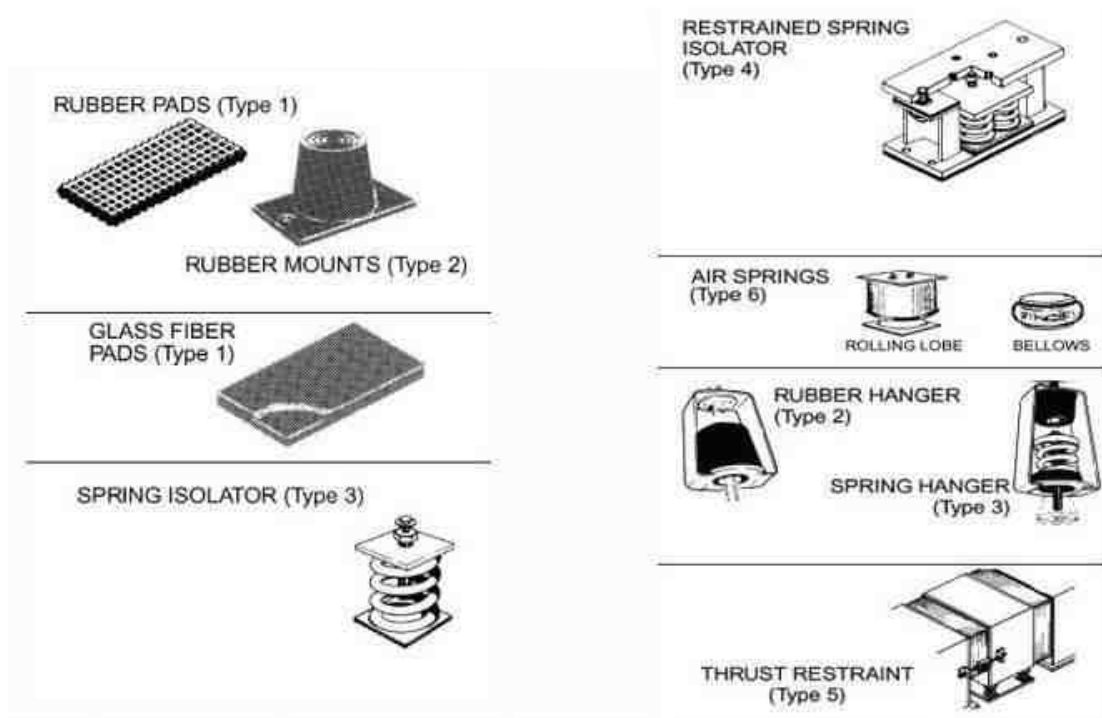 RUBBER PADS (Type 1)
RUBBER MOUNTS (Type 2)
GLASS FIBER
PADS (Type 1)
SPRING ISOLATOR (Type 3)
RESTRAINED SPRING
ISOLATOR
(Type 4)
AIR SPRINGS
(Type 6)
ROLLING LOBE
BELLOWS
RUBBER HANGER
(Type 2)
SPRING HANGER
(Type 3)
THRUST RESTRAINT
(Type 5)